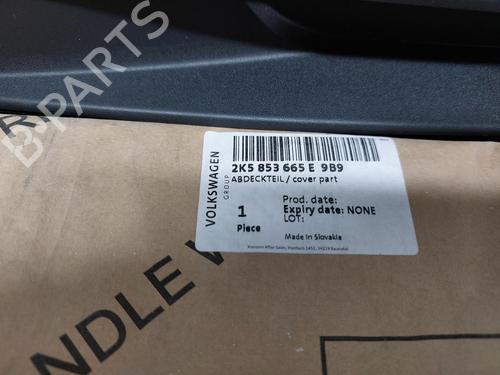 B-PARTS
VOLKSWAGEN
GROUP
2K5 853 665 E 9B9
ABDECKTEIL / cover part
1
Piece
Prod. date:
Expiry date: NONE
LOT:
Made In Slovakia
NDLE W